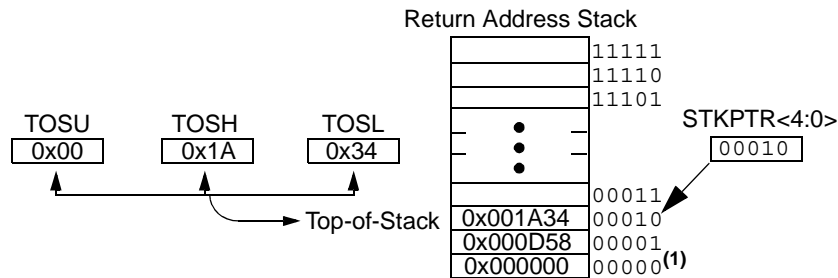 Return Address Stack
11111
11110
11101
TOSU TOSH TOSL
0x00 0x1A 0x34
STKPTR<4:0>
00010
00011
Top-of-Stack
0x001A34 00010
0x000D58 00001
0x000000 00000(1)